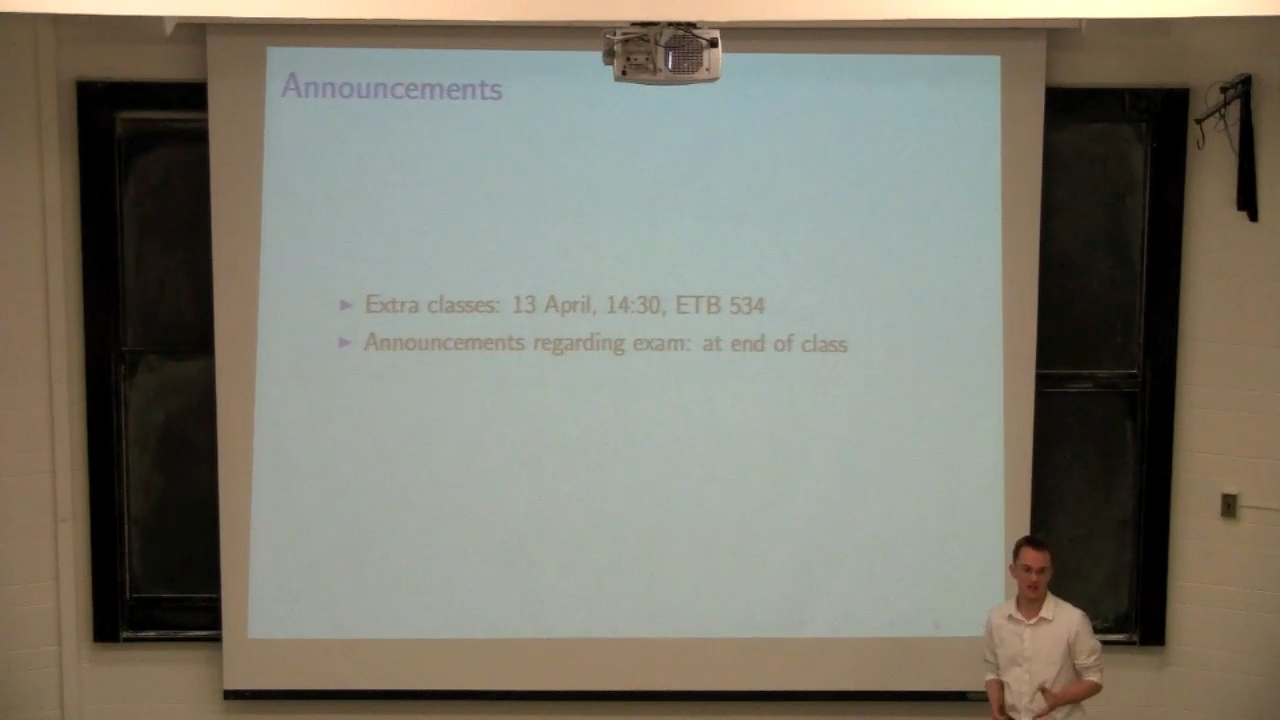 Announcements
Extra classes: 13 April, 14:30, ETB 534
Announcements regarding exam: at end of class